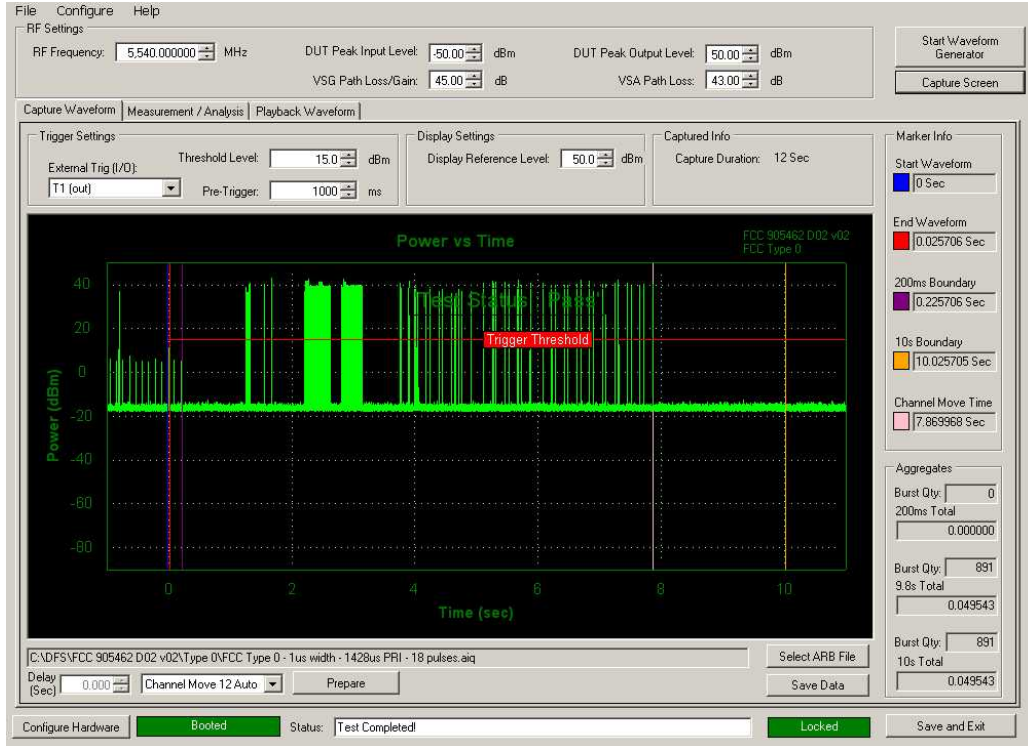 File Configure Help
RF Settings
RF Frequency: 5,540.000000 MHz
DUT Peak Input Level: -50.00 dBm
DUT Peak Output Level: 50.00 dBm
VSG Path Loss/Gain: 45.00 dB
VSA Path Loss: 43.00 dB
Start Waveform Generator
Capture Screen
Capture Waveform Measurement / Analysis Playback Waveform
Trigger Settings
External Trig (I/O):
T1 (out)
Threshold Level: 15.0 dBm
Pre-Trigger: 1000 ms
Display Settings
Display Reference Level: 50.0 dBm
Captured Info
Capture Duration: 12 Sec
Marker Info
Start Waveform
0 Sec
End Waveform
0.025706 Sec
200ms Boundary
0.225706 Sec
10s Boundary
10.025705 Sec
Channel Move Time
7.869968 Sec
Power vs Time
FCC 905462 D02 v02
FCC Type 0
"Test Status : Pass"
Trigger Threshold
Power (dBm)
40
20
0
-20
-40
-60
-80
0 2 4 6 8 10
Time (sec)
Aggregates
Burst Qty: 0
200ms Total
0.000000
Burst Qty: 891
9.8s Total
0.049543
Burst Qty: 891
10s Total
0.049543
C:\DFS\FCC 905462 D02 v02\Type 0\FCC Type 0 - 1us width - 1428us PRI - 18 pulses.aiq
Select ARB File
Delay (Sec) 0.000
Channel Move 12 Auto
Prepare
Save Data
Configure Hardware
Booted
Status: Test Completed!
Locked
Save and Exit